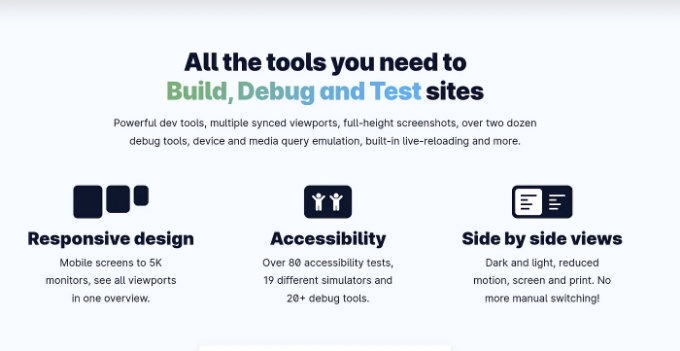 All the tools you need to
Build, Debug and Test sites
Powerful dev tools, multiple synced viewports, full-height screenshots, over two dozen
debug tools, device and media query emulation, built-in live-reloading and more.
Responsive design
Accessibility
Side by side views
Mobile screens to 5K
monitors, see all viewports
in one overview.
Over 80 accessibility tests,
19 different simulators and
20+ debug tools.
Dark and light, reduced
motion, screen and print. No
more manual switching!